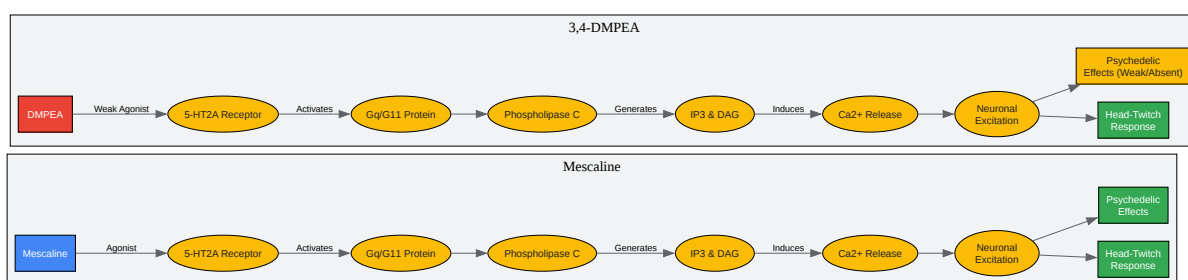 3,4-DMPEA
DMPEA
Weak Agonist
5-HT2A Receptor
Activates
Gq/G11 Protein
Phospholipase C
Generates
IP3 & DAG
Induces
Ca2+ Release
Neuronal
Excitation
Psychedelic
Effects (Weak/Absent)
Head-Twitch
Response
Mescaline
Mescaline
Agonist
5-HT2A Receptor
Activates
Gq/G11 Protein
Phospholipase C
Generates
IP3 & DAG
Induces
Ca2+ Release
Neuronal
Excitation
Psychedelic
Effects
Head-Twitch
Response